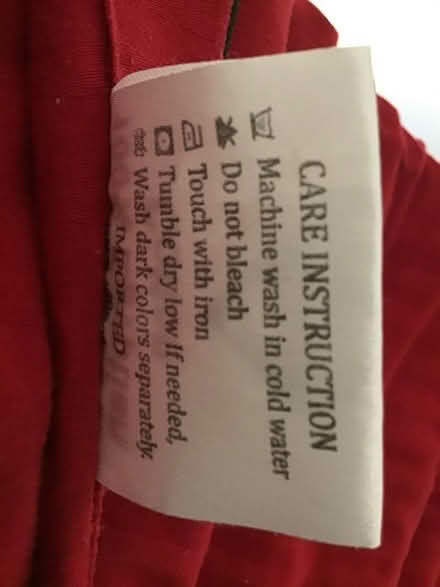 CARE INSTRUCTION
Machine wash in cold water
Do not bleach
Touch with iron
Tumble dry low If needed,
Wash dark colors separately.
IMPORTED